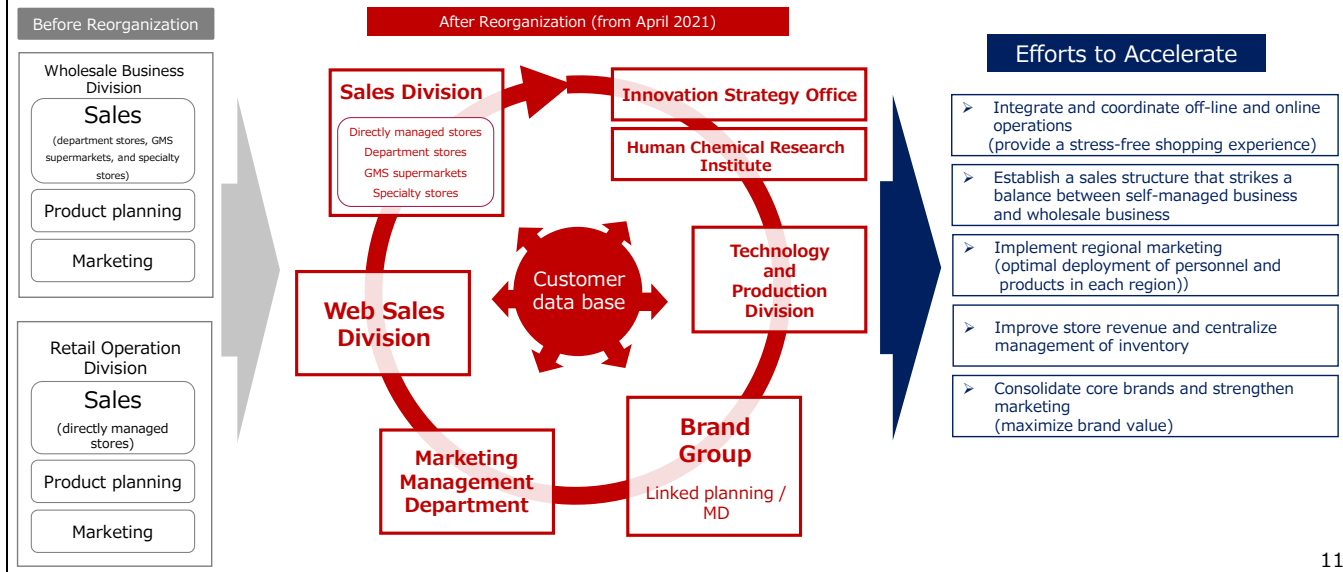 Before Reorganization
Wholesale Business
Division
Sales
(department stores, GMS
supermarkets, and specialty
stores)
Product planning
Marketing
Retail Operation
Division
Sales
(directly managed
stores)
Product planning
Marketing
After Reorganization (from April 2021)
Sales Division
Directly managed stores
Department stores
GMS supermarkets
Specialty stores
Innovation Strategy Office
Human Chemical Research
Institute
Technology
and
Production
Division
Brand
Group
Linked planning /
MD
Marketing
Management
Department
Web Sales
Division
Customer
data base
Efforts to Accelerate
➢ Integrate and coordinate off-line and online
operations
(provide a stress-free shopping experience)
➢ Establish a sales structure that strikes a
balance between self-managed business
and wholesale business
➢ Implement regional marketing
(optimal deployment of personnel and
products in each region))
➢ Improve store revenue and centralize
management of inventory
➢ Consolidate core brands and strengthen
marketing
(maximize brand value)
11